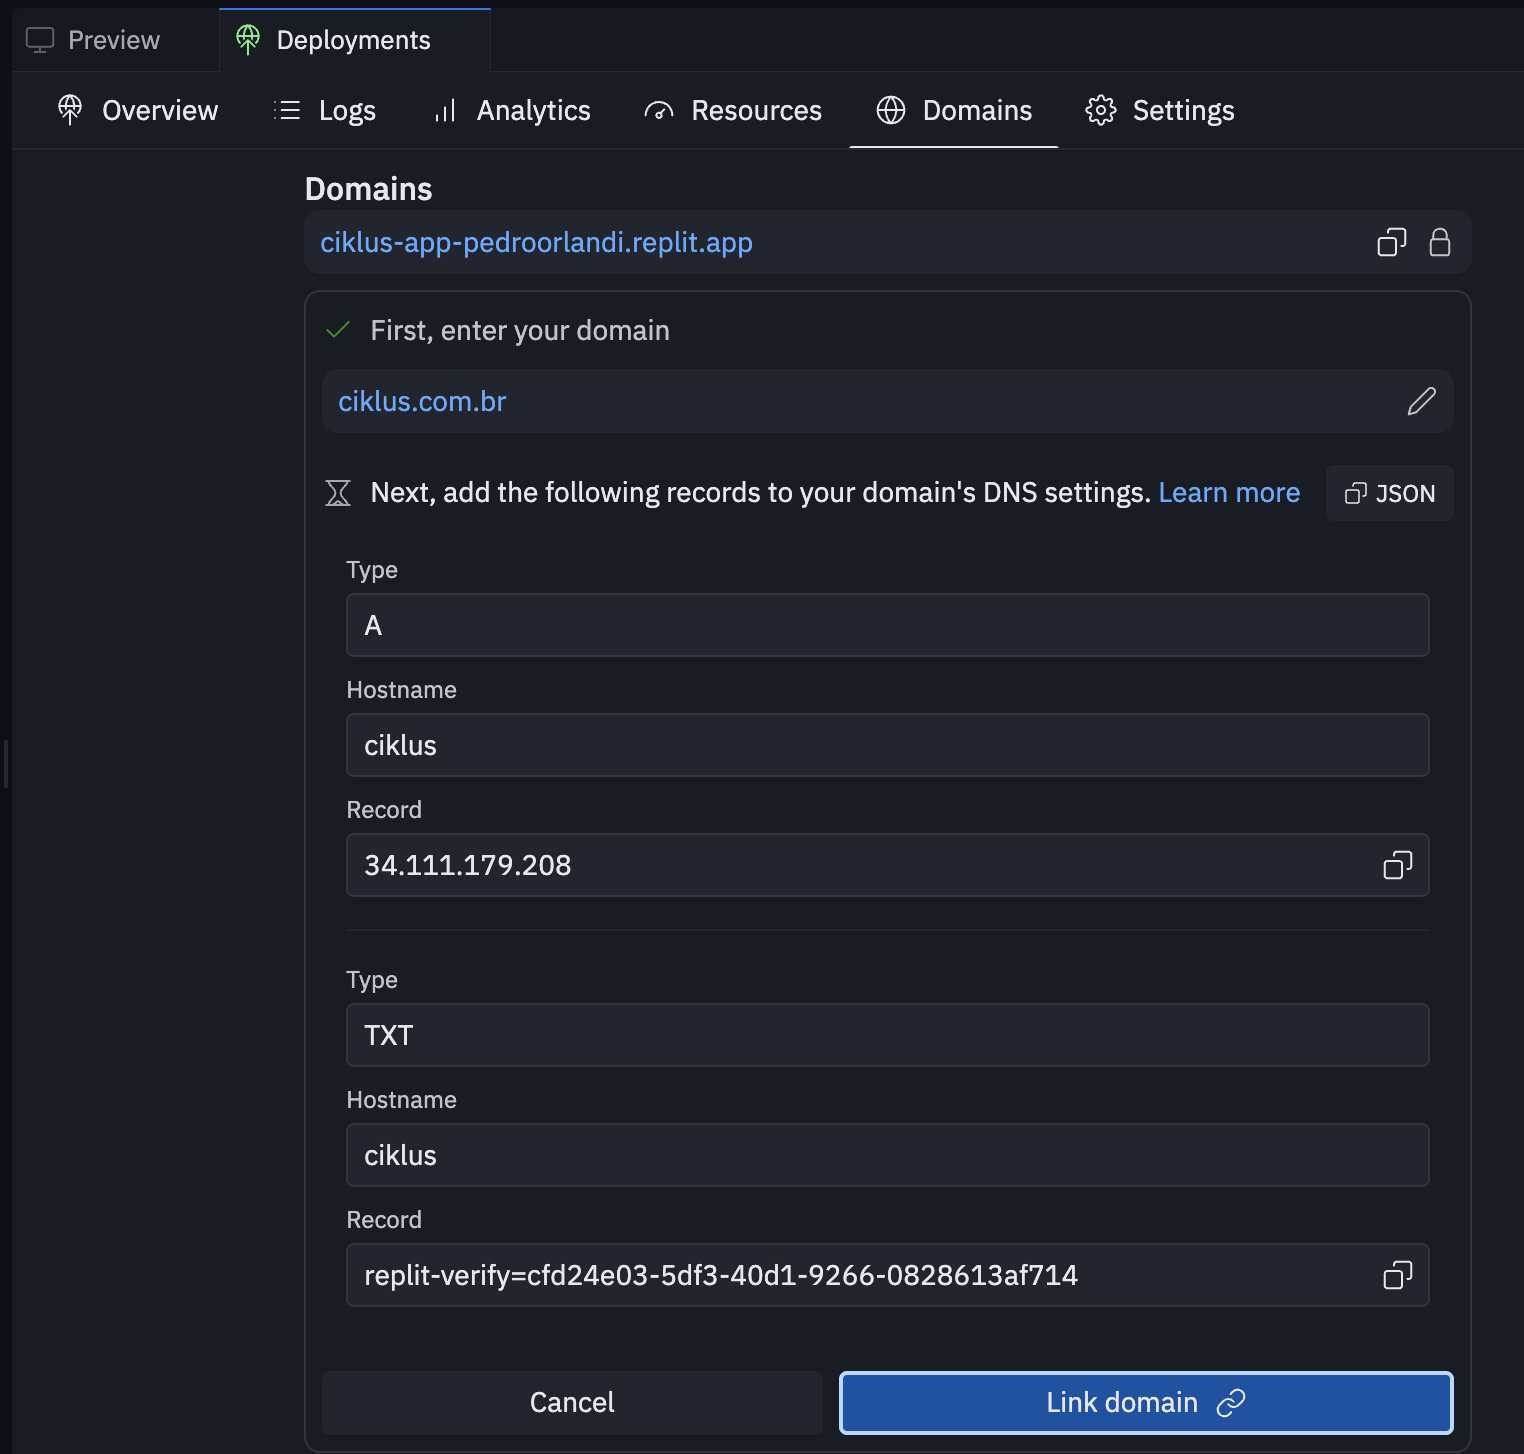 Preview
Deployments
Overview
Logs
Analytics
Resources
Domains
Settings
Domains
ciklus-app-pedroorlandi.replit.app
First, enter your domain
ciklus.com.br
Next, add the following records to your domain's DNS settings. Learn more
JSON
Type
A
Hostname
ciklus
Record
34.111.179.208
Type
TXT
Hostname
ciklus
Record
replit-verify=cfd24e03-5df3-40d1-9266-0828613af714
Cancel
Link domain